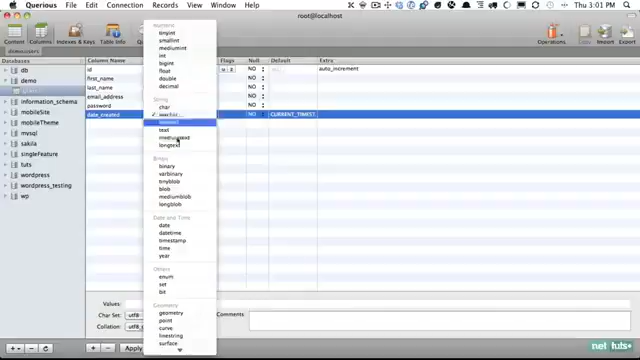 Querious File Edit View Records Window Help Thu 3:01 PM
root@localhost
Content Columns Indexes & Keys Table Info Operations Import Export
demo/users
Databases
db
demo
information_schema
mobileSite
mobileTheme
mysql
sakila
singleFeature
tuts
wordpress
wordpress_testing
wp
Column Name Flags Null Default Extra
id NO auto_increment
first_name NO
last_name NO
email_address NO
password NO
date_created NO CURRENT_TIMEST
Numeric
tinyint
smallint
mediumint
int
bigint
float
double
decimal
String
char
text
mediumtext
longtext
Binary
binary
varbinary
tinyblob
blob
mediumblob
longblob
Date and Time
date
datetime
timestamp
time
year
Others
enum
set
bit
Geometry
geometry
point
curve
linestring
surface
Values:
Char Set: utf8
Collation: utf8_
Comments
Apply
net tuts+